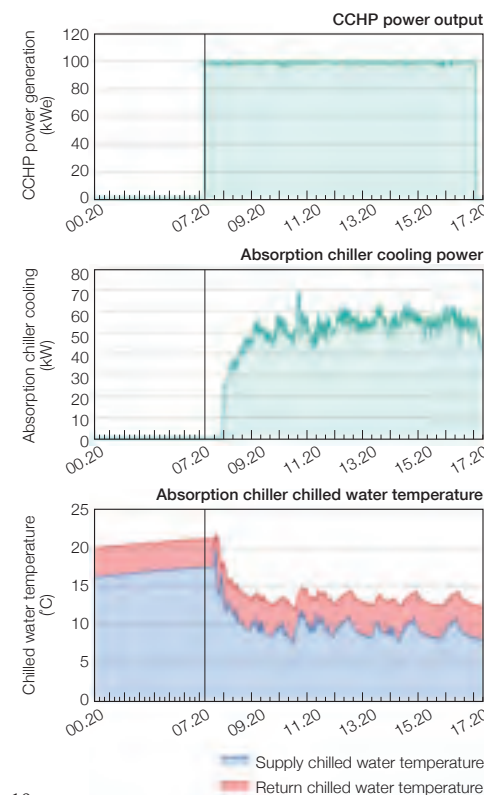 CCHP power output
CCHP power generation
(kWe)
120
100
80
60
40
20
0
00.20 07.20 09.20 11.20 13.20 15.20 17.20
Absorption chiller cooling power
Absorption chiller cooling
(kW)
80
70
60
50
40
30
20
10
0
00.20 07.20 09.20 11.20 13.20 15.20 17.20
Absorption chiller chilled water temperature
Chilled water temperature
(°C)
25
20
15
10
5
0
00.20 07.20 09.20 11.20 13.20 15.20 17.20
Supply chilled water temperature
Return chilled water temperature